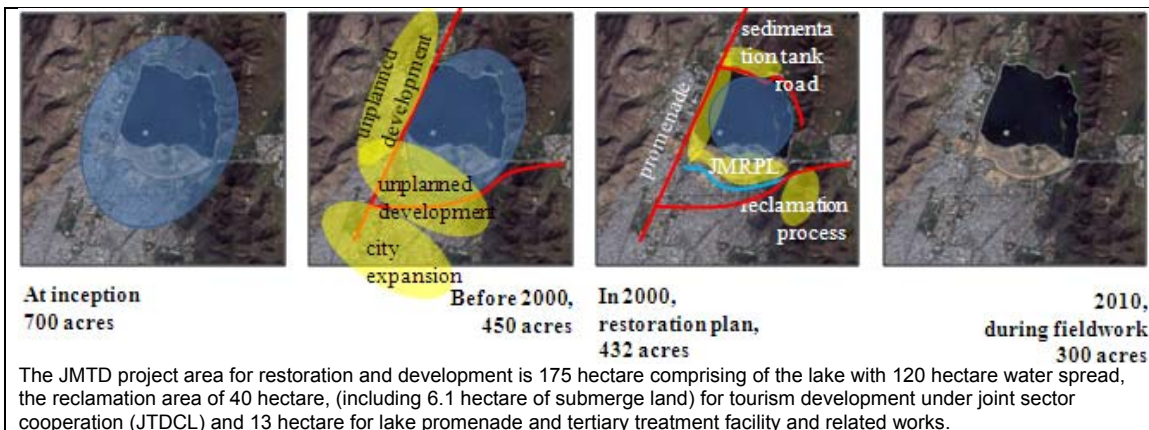 unplanned
development
unplanned
development
city
expansion
promenade
sedimenta
tion tank
road
JMRPL
reclamation
process
At inception
700 acres
Before 2000,
450 acres
In 2000,
restoration plan,
432 acres
2010,
during fieldwork
300 acres
The JMTD project area for restoration and development is 175 hectare comprising of the lake with 120 hectare water spread,
the reclamation area of 40 hectare, (including 6.1 hectare of submerge land) for tourism development under joint sector
cooperation (JTDCL) and 13 hectare for lake promenade and tertiary treatment facility and related works.